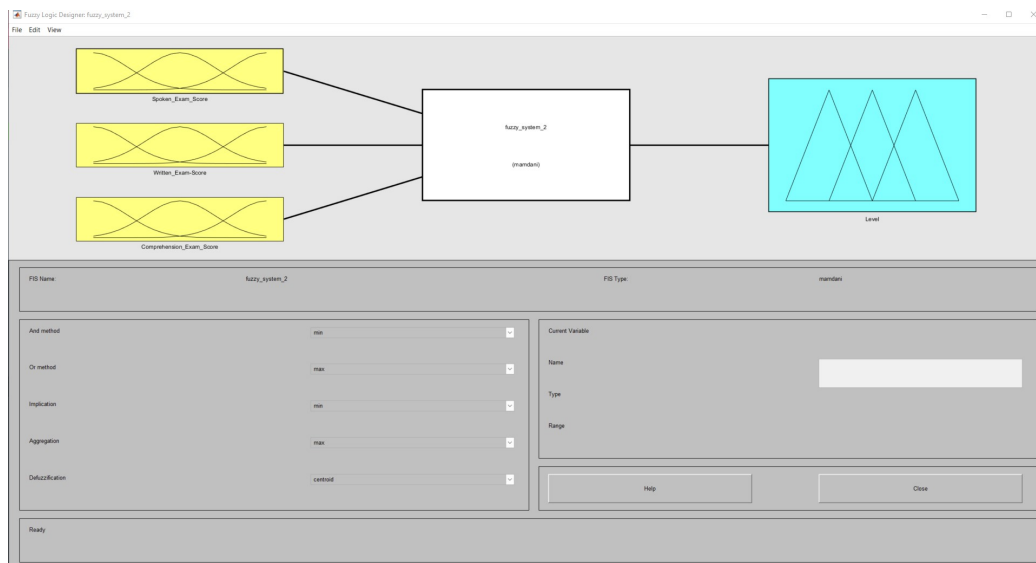 Fuzzy Logic Designer: fuzzy_system_2
File Edit View
Spoken_Exam_Score
Written_Exam-Score
Comprehension_Exam_Score
fuzzy_system_2
(mamdani)
Level
FIS Name: fuzzy_system_2 FIS Type: mamdani
And method min
Or method max
Implication min
Aggregation max
Defuzzification centroid
Current Variable
Name
Type
Range
Help Close
Ready